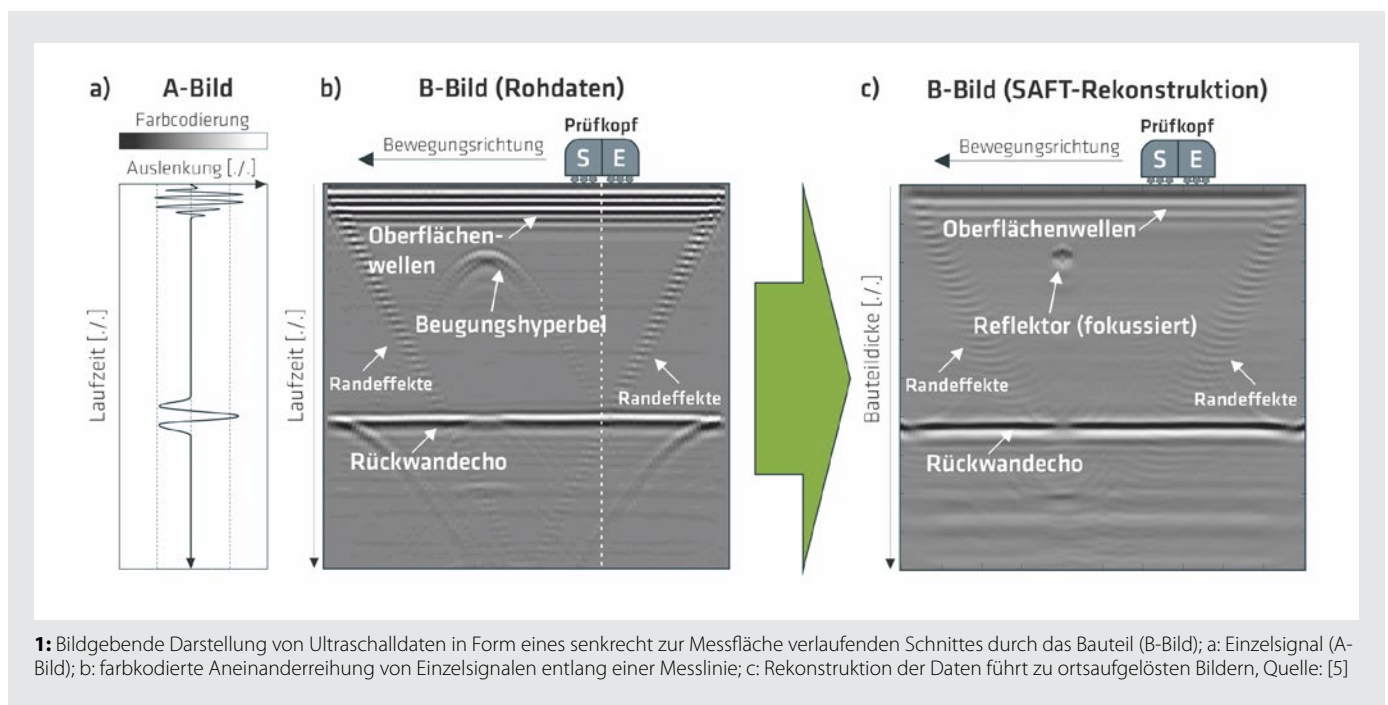 a) A-Bild
Farbcodierung
Auslenkung [./.]
Laufzeit [./.]
b) B-Bild (Rohdaten)
Prüfkopf
Bewegungsrichtung
S E
Oberflächen-
wellen
Beugungshyperbel
Randeffekte
Randeffekte
Rückwandecho
Laufzeit [./.]
c) B-Bild (SAFT-Rekonstruktion)
Prüfkopf
Bewegungsrichtung
S E
Oberflächenwellen
Reflektor (fokussiert)
Randeffekte
Randeffekte
Rückwandecho
Bauteildicke [./.]
1: Bildgebende Darstellung von Ultraschalldaten in Form eines senkrecht zur Messfläche verlaufenden Schnittes durch das Bauteil (B-Bild); a: Einzelsignal (A-
Bild); b: farbkodierte Aneinanderreihung von Einzelsignalen entlang einer Messlinie; c: Rekonstruktion der Daten führt zu ortsaufgelösten Bildern, Quelle: [5]